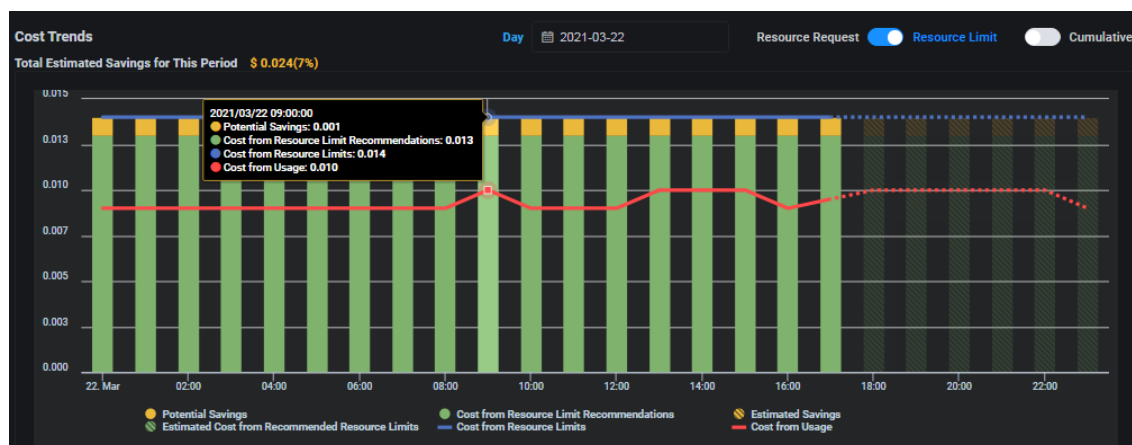 Cost Trends
Day 2021-03-22 Resource Request Resource Limit Cumulative
Total Estimated Savings for This Period $ 0.024(7%)
0.015
2021/03/22 09:00:00
Potential Savings: 0.001
Cost from Resource Limit Recommendations: 0.013
Cost from Resource Limits: 0.014
Cost from Usage: 0.010
0.013
0.010
0.007
0.005
0.003
0.000
22. Mar 02:00 04:00 06:00 08:00 10:00 12:00 14:00 16:00 18:00 20:00 22:00
Potential Savings Cost from Resource Limit Recommendations Estimated Savings
Estimated Cost from Recommended Resource Limits Cost from Resource Limits Cost from Usage